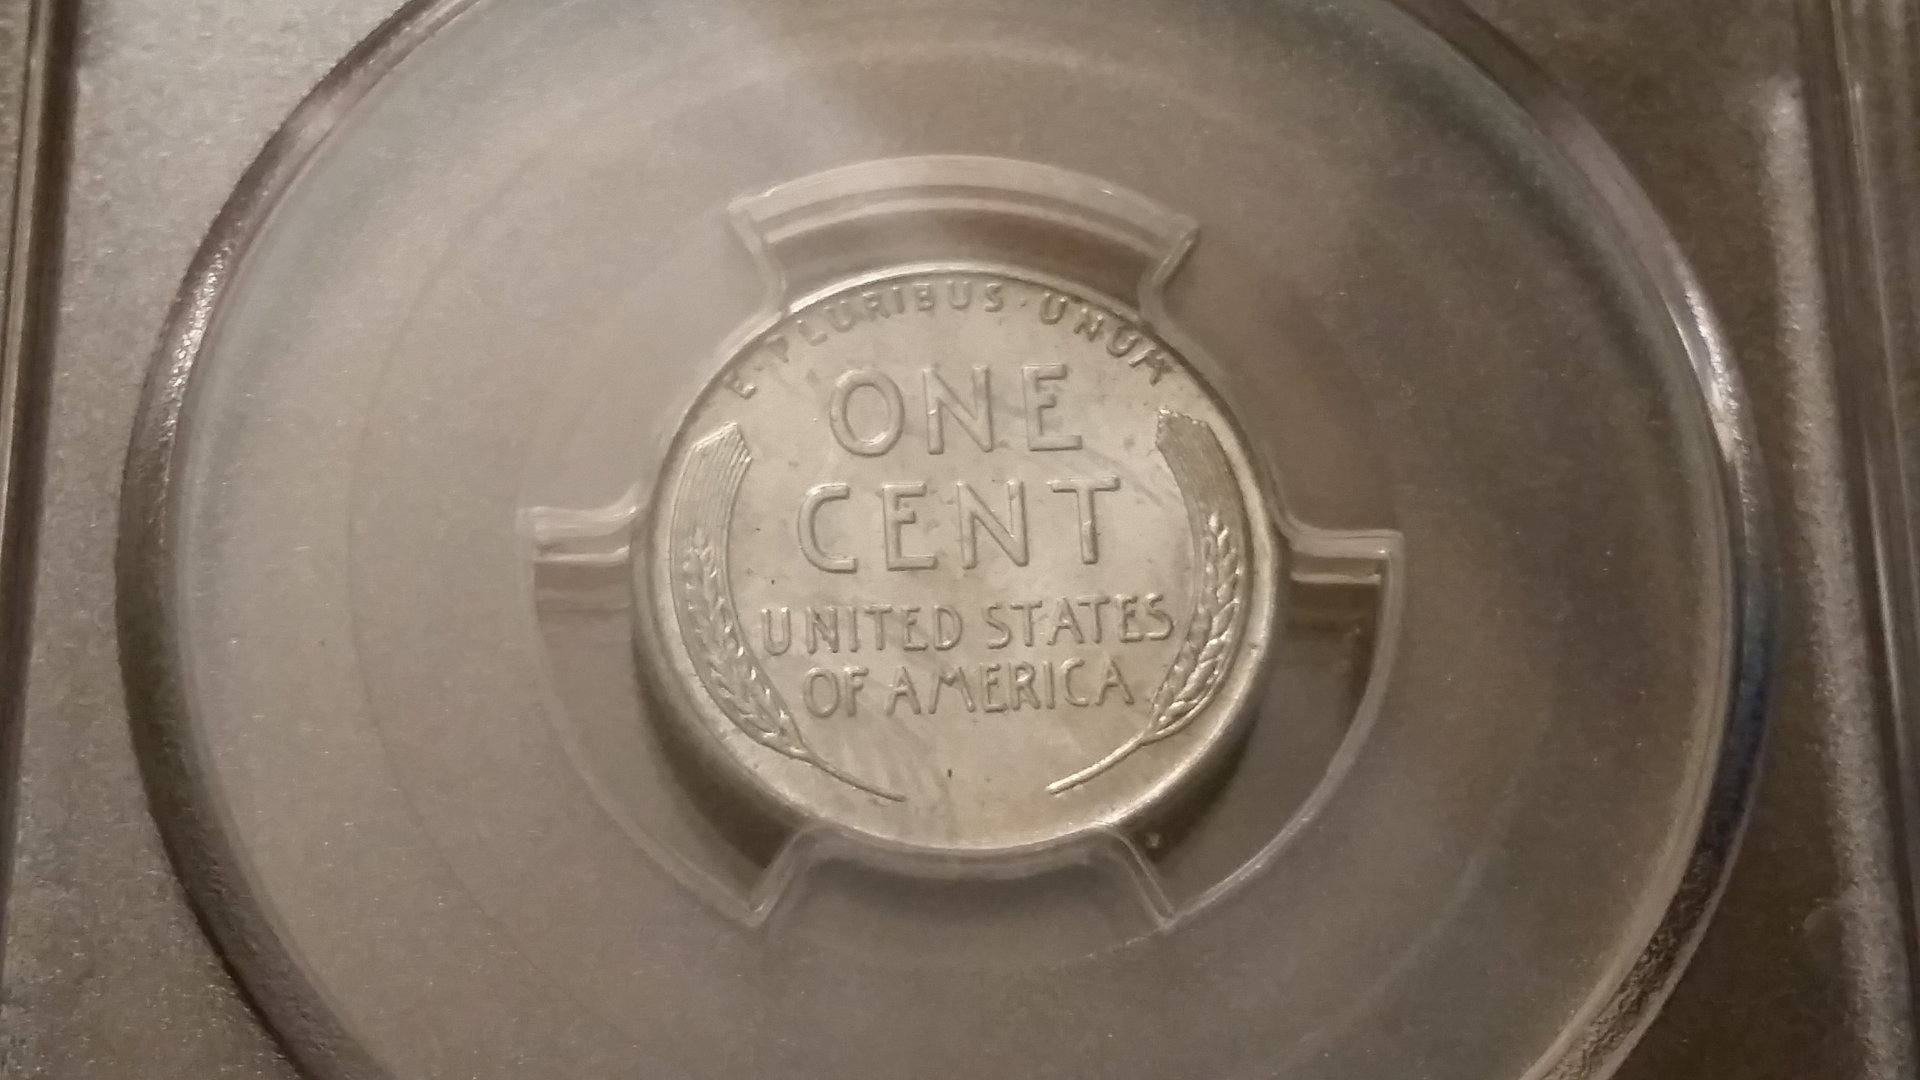 E·PLURIBUS·UNUM
ONE
CENT
UNITED STATES
OF AMERICA